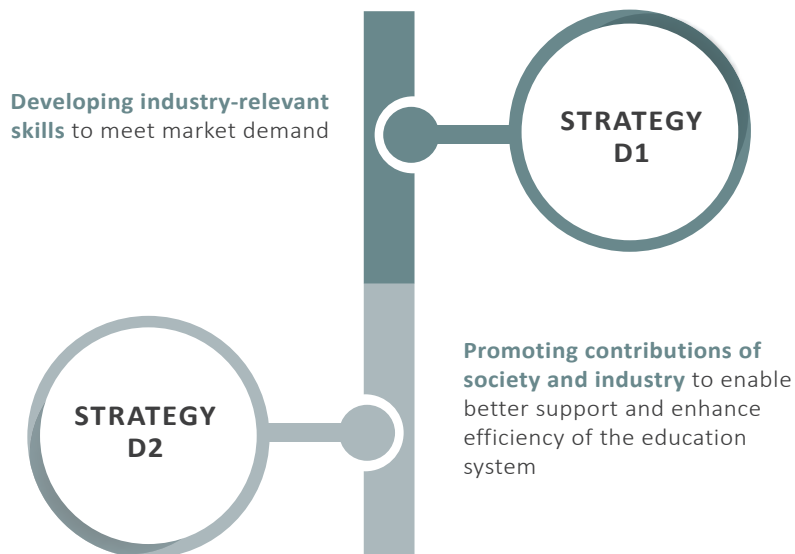 Developing industry-relevant
skills to meet market demand
STRATEGY
D1
STRATEGY
D2
Promoting contributions of
society and industry to enable
better support and enhance
efficiency of the education
system